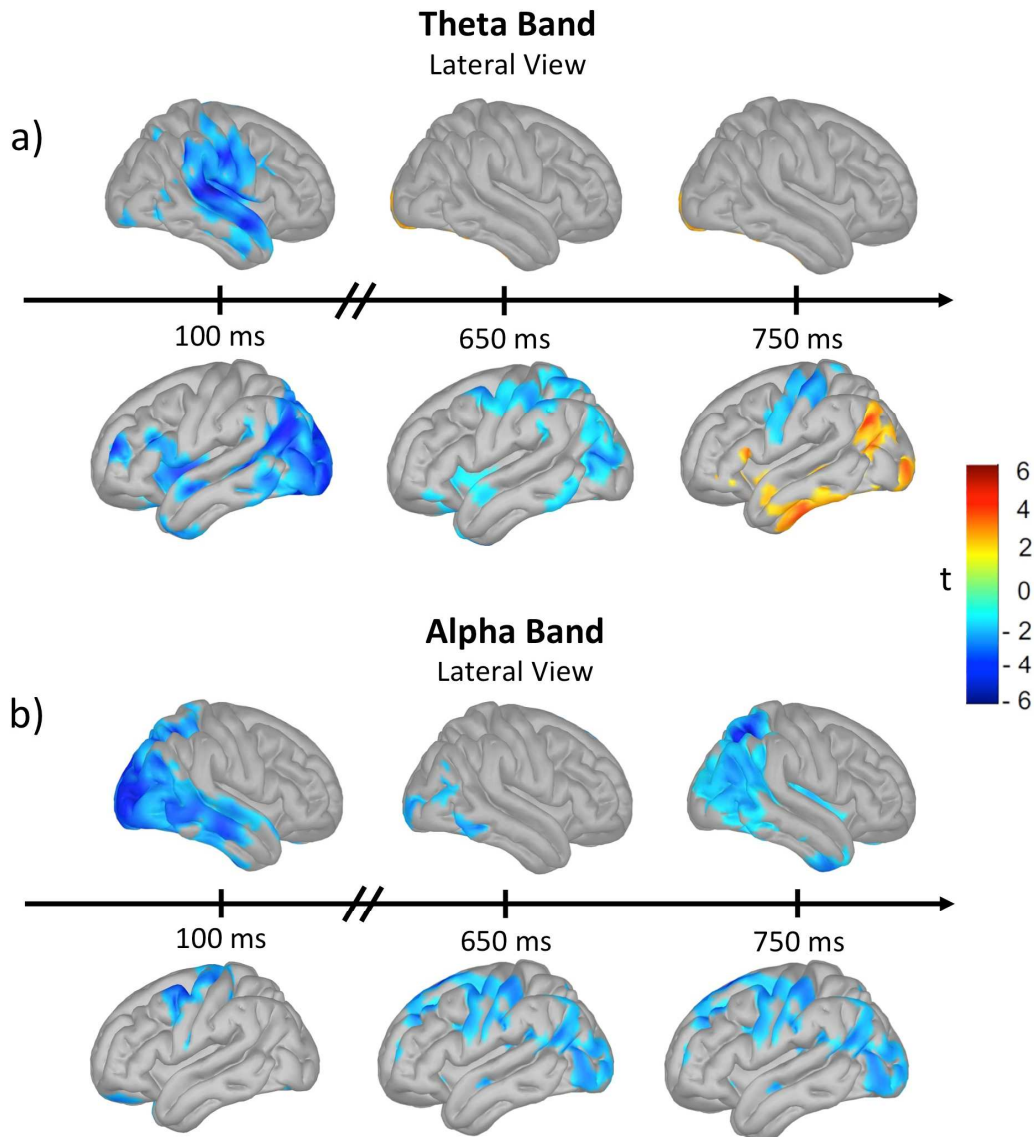 Theta Band
Lateral View
a)
100 ms
650 ms
750 ms
6
4
2
t
0
- 2
- 4
- 6
Alpha Band
Lateral View
b)
100 ms
650 ms
750 ms